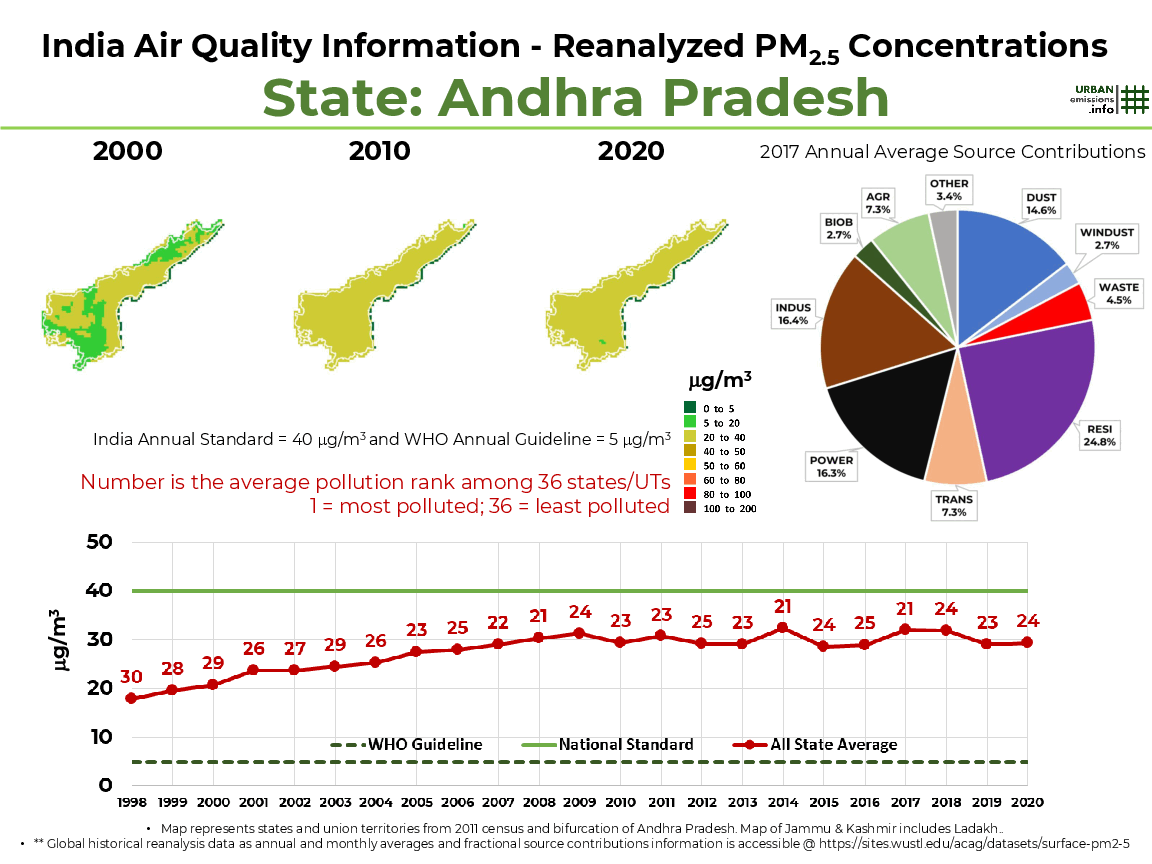 India Air Quality Information - Reanalyzed PM2.5 Concentrations
State: Andhra Pradesh
URBAN
emissions
.info
2000
2010
2020
2017 Annual Average Source Contributions
OTHER
3.4%
AGR
7.3%
DUST
14.6%
BIOB
2.7%
WINDUST
2.7%
WASTE
4.5%
INDUS
16.4%
RESI
24.8%
POWER
16.3%
TRANS
7.3%
µg/m3
0 to 5
5 to 20
20 to 40
40 to 50
50 to 60
60 to 80
80 to 100
100 to 200
India Annual Standard = 40 µg/m3 and WHO Annual Guideline = 5 µg/m3
Number is the average pollution rank among 36 states/UTs
1 = most polluted; 36 = least polluted
µg/m3
50
40
30
20
10
0
30 28 29 26 27 29 26 23 25 22 21 24 23 23 25 23 21 24 25 21 24 23 24
WHO Guideline National Standard All State Average
1998 1999 2000 2001 2002 2003 2004 2005 2006 2007 2008 2009 2010 2011 2012 2013 2014 2015 2016 2017 2018 2019 2020
• Map represents states and union territories from 2011 census and bifurcation of Andhra Pradesh. Map of Jammu & Kashmir includes Ladakh..
• ** Global historical reanalysis data as annual and monthly averages and fractional source contributions information is accessible @ https://sites.wustl.edu/acag/datasets/surface-pm2-5